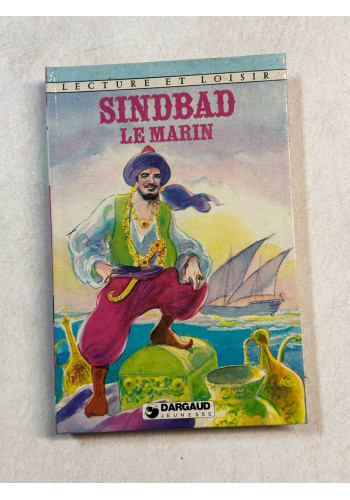 LECTURE ET LOISIR
SINDBAD
LE MARIN
DARGAUD
JEUNESSE